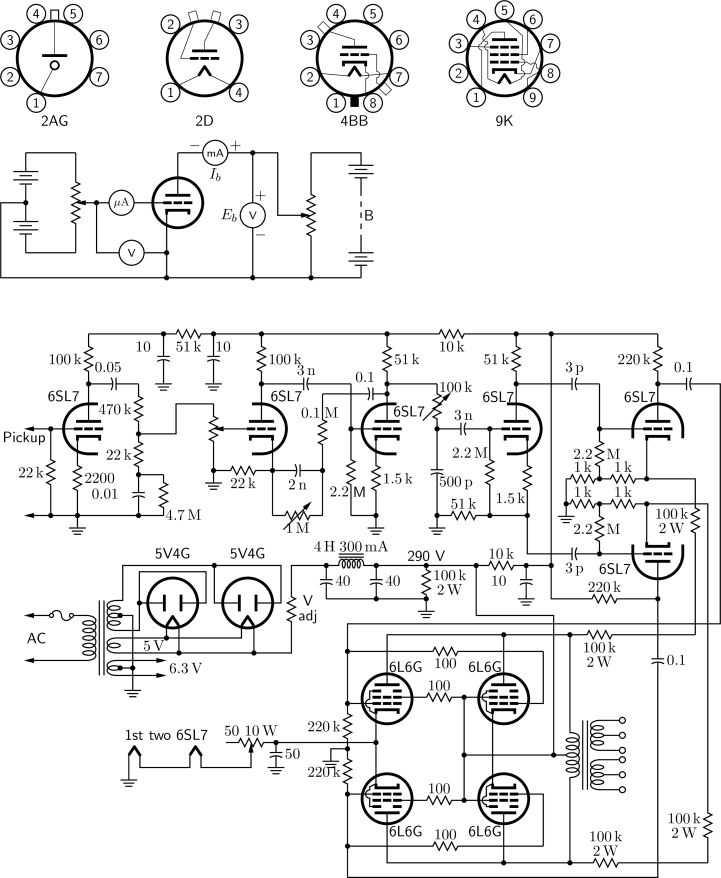 4 5
3 6
2 7
1
2AG
2 3
1 4
2D
4 5
3 6
2 7
1 8
4BB
5
4 6
3 7
2 8
1 9
9K
− mA +
I_b
μA
+
E_b V
−
B
V
100 k
0.05
10
51 k
10
100 k
3 n
0.1
51 k
10 k
51 k
3 p
220 k
0.1
6SL7
470 k
6SL7
0.1 M
6SL7
100 k
3 n
6SL7
6SL7
Pickup
22 k
2200
0.01
22 k
4.7 M
22 k
2 n
1 M
2.2 M
1.5 k
500 p
51 k
2.2 M
1.5 k
2.2 M
1 k 1 k
1 k 1 k
2.2 M
100 k
2 W
3 p
6SL7
220 k
5V4G 5V4G
4 H 300 mA
290 V
10 k
40 40
100 k
2 W
10
V
adj
AC
5 V
6.3 V
100 k
2 W
0.1
100
6L6G 6L6G
100
220 k
1st two 6SL7
50 10 W
50
220 k
100
6L6G 6L6G
100
100 k
2 W
100 k
2 W